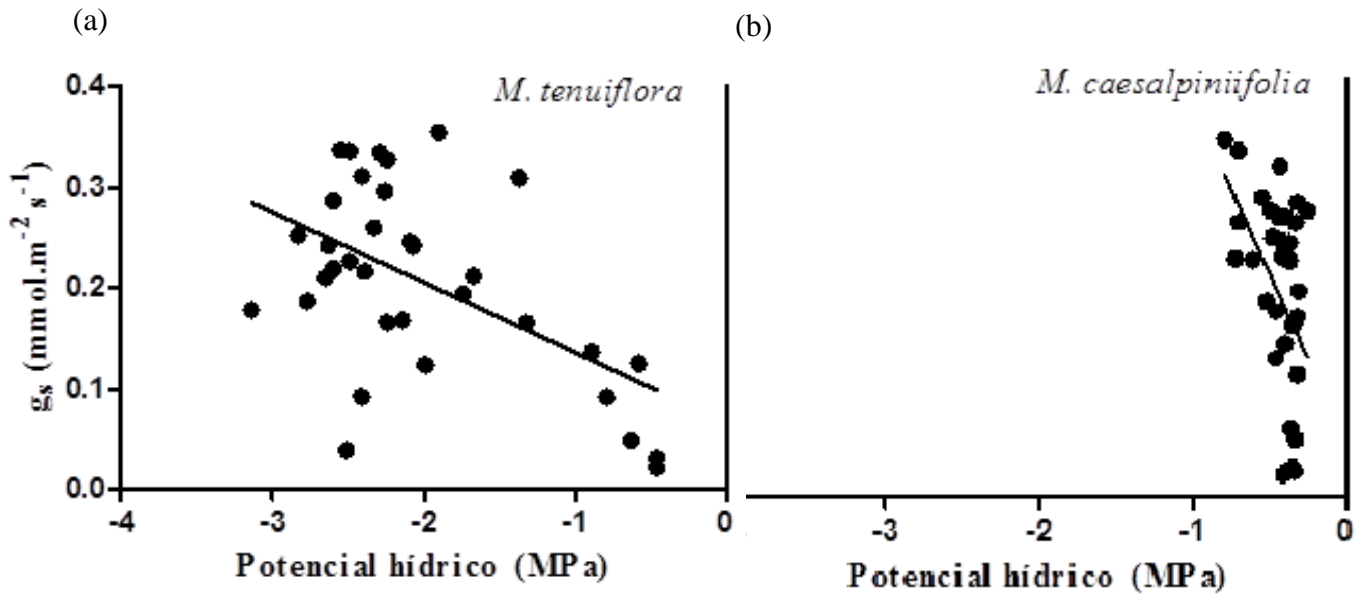 (a)
(b)
M. tenuiflora
M. caesalpiniifolia
0.4
0.3
0.2
0.1
0.0
gₛ (mmol.m⁻² s⁻¹)
-4 -3 -2 -1 0
-3 -2 -1 0
Potencial hídrico (MPa)
Potencial hídrico (MPa)